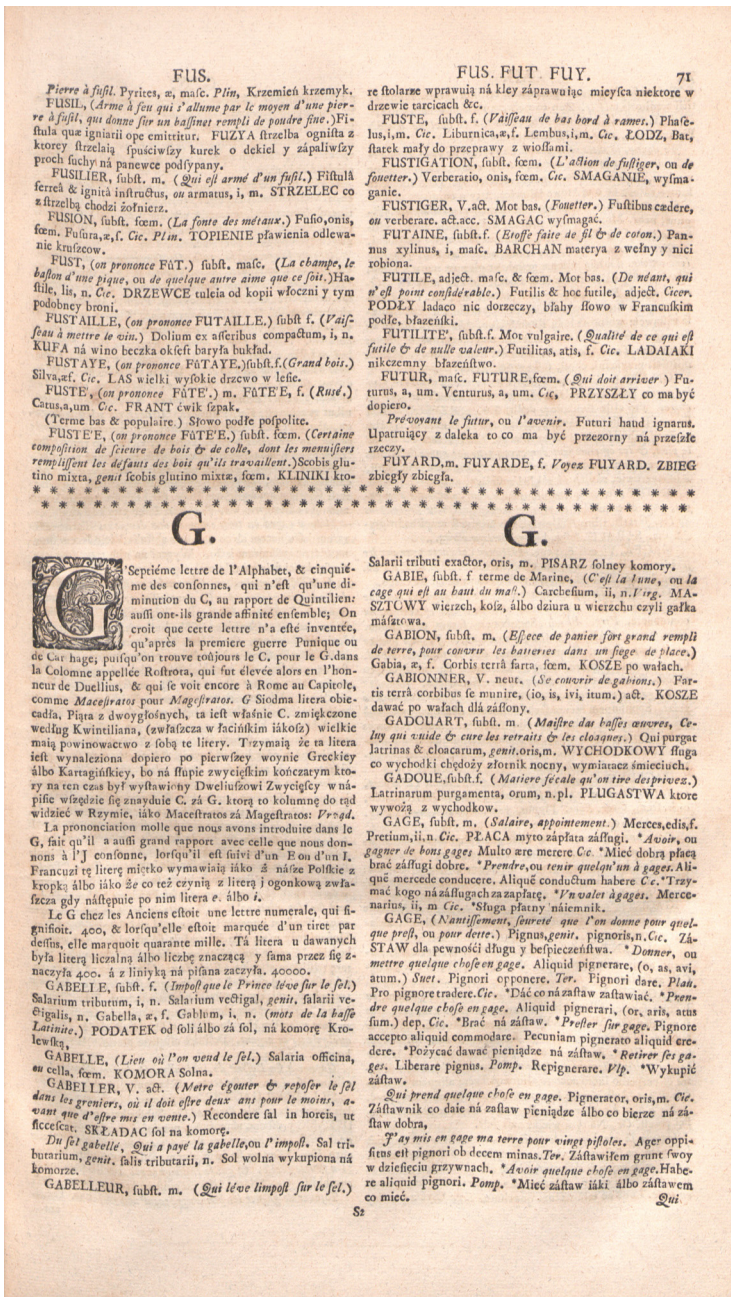 FUS.
Pierre à fusil. Pyrites, æ, masc. Plin, Krzemień krzemyk.
FUSIL, (Arme à feu qui s'allume par le moyen d'une pier-
re à fusil, qui donne sur un bassinet rempli de poudre fine.) Fi-
stula quæ igniarii ope emittitur. FUZYA strzelba ognista z
ktorey strzelaią spuściwszy kurek o dekiel y zápaliwszy
proch suchy ná panewce podsypany.
FUSILIER, subst. m. (Qui est armé d'un fusil.) Fistulâ
ferreâ & ignitâ instructus, ou armatus, i, m. STRZELEC co
z strzelbą chodzi żołnierz.
FUSION, subst. fœm. (La fonte des métaux.) Fusio, onis,
fœm. Fusura,æ,f. Cic. Plin. TOPIENIE pławienia odlewa-
nie kruszcow.
FUST, (on prononce FûT.) subst. masc. (La champe, le
baston d'une pique, ou de quelque autre aime que ce soit.) Ha-
stile, lis, n. Cic. DRZEWCE tuleia od kopii włoczni y tym
podobney broni.
FUSTAILLE, (on prononce FUTAILLE.) subst f. (Vais-
seau à mettre le vin.) Dolium ex asseribus compactum, i, n.
KUFA ná wino beczka okseft baryła bukład.
FUSTAYE, (on prononce FûTAYE.)subst.f.(Grand bois.)
Silva,æf. Cic. LAS wielki wysokie drzewo w lesie.
FUSTE', (on prononce FûTE'.) m. FûTE'E, f. (Rusé.)
Catus,a,um Cic. FRANT ćwik szpak.
(Terme bas & populaire.) Słowo podłe pospolite.
FUSTE'E, (on prononce FûTE'E.) subst. fœm. (Certaine
composition de scieure de bois & de colle, dont les menuisiers
remplissent les défauts des bois qu'ils travaillent.) Scobis glu-
tino mixta, genit scobis glutino mixtæ, fœm. KLINIKI kto-
FUS. FUT. FUY. 71
re stolarze wprawuią ná kley záprawuiąc mieysca niektore w
drzewie tarcicach &c.
FUSTE, subst. f. (Vaisseau de bas bord à rames.) Phase-
lus,i,m. Cic. Liburnica,æ,f. Lembus,i,m. Cic. ŁODZ, Bat,
statek mały do przeprawy z wiosłami.
FUSTIGATION, subst. fœm. (L'action de fustiger, ou de
fouetter.) Verberatio, onis, fœm. Cic. SMAGANIE, wysma-
ganie.
FUSTIGER, V.act. Mot bas. (Fouetter.) Fustibus cædere,
ou verberare. act.acc. SMAGAC wysmagać.
FUTAINE, subst.f. (Etoffe faite de fil & de coton.) Pan-
nus xylinus, i, masc. BARCHAN materya z wełny y nici
robiona.
FUTILE, adject. masc. & fœm. Mot bas. (De néant, qui
n'est point considérable.) Futilis & hoc futile, adject. Cicer.
PODŁY ladaco nic dorzeczy, błahy słowo w Francuskim
podłe, błazeński.
FUTILITE', subst.f. Mot vulgaire. (Qualité de ce qui est
futile & de nulle valeur.) Futilitas, atis, f. Cic. LADAIAKI
nikczemny błazeństwo.
FUTUR, masc. FUTURE,fœm. (Qui doit arriver) Fu-
turus, a, um. Venturus, a, um. Cic, PRZYSZŁY co ma być
dopiero.
Prévoyant le futur, ou l'avenir. Futuri haud ignarus.
Upatruiący z daleka to co ma być przezorny ná przeszłe
rzeczy.
FUYARD,m. FUYARDE, f. Voyez FUYARD. ZBIEG
zbiegły zbiegła.
G.
G'Septiéme lettre de l'Alphabet, & cinquié-
me des consonnes, qui n'est qu'une di-
minution du C, au rapport de Quintilien:
aussi ont-ils grande affinité ensemble; On
croit que cette lettre n'a esté inventée,
qu'après la premiere guerre Punique ou
de Car hage; puisqu'on trouve toûjours le C, pour le G.dans
la Colomne appellée Rostrota, qui fut élevée alors en l'hon-
neur de Duellius, & qui se voit encore à Rome au Capitole,
comme Macestratos pour Magestratos. G Siodma litera obie-
cadła, Piąta z dwoygłośnych, ta iest właśnie C. zmiękczone
według Kwintiliana, (zwłaszcza w łacińskim iákosz) wielkie
maią powinowactwo z sobą te litery. Trzymaią że ta litera
iest wynaleziona dopiero po pierwszey woynie Greckiey
álbo Kartagińskiey, bo ná słupie zwycięskim kończatym kto-
ry na ten czas był wystawiony Dweliuszowi Zwycięscy w ná-
pisie wszędzie się znayduie C. zá G. ktorą to kolumnę do tąd
widzieć w Rzymie, iáko Macestratos zá Magestratos: Vrząd.
La prononciation molle que nous avons introduite dans le
G, fait qu'il a aussi grand rapport avec celle que nous don-
nons à l'J consonne, lorsqu'il est suivi d'un E ou d'un I.
Francuzi tę literę miętko wymawiaią iáko ż násze Polskie z
kropką álbo iáko że co też czynią z literą j ogonkową zwła-
szcza gdy nástępuie po nim litera e. álbo i.
Le G chez les Anciens estoit une lettre numerale, qui si-
gnifioit. 400, & lorsqu'elle estoit marquée d'un tiret par
dessus, elle marquoit quarante mille. Tá litera u dawanych
była literą liczalną álbo liczbę znaczącą y sama przez się z-
naczyła 400. á z liniyką ná pisana zaczyła. 40000.
GABELLE, subst. f. (Impost que le Prince léve sur le sel.)
Salarium tributum, i, n. Salarium vectigal, genit. salarii ve-
ctigalis, n. Gabella, æ, f. Gablum, i, n. (mots de la basse
Latinite.) PODATEK od soli álbo zá sol, ná komorę Kro-
lewską,
GABELLE, (Lieu où l'on vend le sel.) Salaria officina,
ou cella, fœm. KOMORA Solna.
GABELLER, V. act. (Metre égouter & reposer le sel
dans les greniers, où il doit estre deux ans pour le moins, a-
vant que d'estre mis en vente.) Recondere sal in horeis, ut
siccescat. SKŁADAC sol na komorę.
Du sel gabellé, Qui a payé la gabelle,ou l'impost. Sal tri-
butarium, genit. salis tributarii, n. Sol wolna wykupiona ná
komorze.
GABELLEUR, subst. m. (Qui léve limpost sur le sel.)
G.
Salarii tributi exactor, oris, m. PISARZ solney komory.
GABIE, subst. f terme de Marine, (C'est la lune, ou la
cage qui est au haut du mast.) Carchesium, ii, n.Virg. MA-
SZTOWY wierzch, kosz, álbo dziura u wierzchu czyli gałka
másztowa.
GABION, subst. m. (Espece de panier fort grand rempli
de terre, pour couvrir les batteries dans un siege de place.)
Gabia, æ, f. Corbis terrâ farta, fœm. KOSZE po wałach.
GABIONNER, V. neut. (Se couvrir de gabions.) Far-
tis terrâ corbibus se munire, (io, is, ivi, itum.) act. KOSZE
dawać po wałach dlá zásłony.
GADOUART, subst. m (Maistre das basses œuvres, Ce-
luy qui vuide & cure les retraits & les cloaques.) Qui purgat
latrinas & cloacarum, genit.oris,m. WYCHODKOWY sługa
co wychodki chędoży złotnik nocny, wymiatacz śmieciuch.
GADOUE,subst.f. (Matiere fécale qu'on tire des privez.)
Latrinarum purgamenta, orum, n.pl. PLUGASTWA ktore
wywożą z wychodkow.
GAGE, subst. m. (Salaire, appointement.) Merces,edis,f.
Pretium,ii,n Cic. PŁACA myto zápłata zásługi. *Avoir, ou
gagner de bons gages Multo ære merere Cic. *Mieć dobrą płacą
brać zásługi dobre. *Prendre,ou tenir quelqu'un à gages. Ali-
quẽ mercede conducere. Aliquẽ conductum habere Cic.*Trzy-
mać kogo ná zásługach za zapłatę. *Un vales à gages. Merce-
narius, ii, m Cic. *Sługa płatny náiemnik.
GAGE, (Nantissement, seureté que l'on donne pour quel-
que prest, ou pour dette.) Pignus,genit. pignoris,n.Cic. ZA-
STAW dla pewności długu y bespieczeństwa. *Donner, ou
mettre quelque chose en gage. Aliquid pignerare, (o, as, avi,
atum.) Suet. Pignori opponere. Ter. Pignori dare. Plau.
Pro pignore tradere.Cic. *Dáć co ná zastaw zastawiać. *Pren-
dre quelque chose en gage. Aliquid pignerari, (or, aris, atus
sum.) dep. Cic. *Brać ná zástaw. *Prester sur gage. Pignore
accepto aliquid commodare. Pecuniam pignerato aliquid cre-
dere. *Pożyćać dawać pieniądze ná zástaw. *Retirer ses ga-
ges. Liberare pignus. Pomp. Repignerare. Vlp. *Wykupić
zástaw.
Qui prend quelque chose en gage. Pignerator, oris,m. Cic.
Zástawnik co daie ná zástaw pieniądze álbo co bierze ná zá-
staw dobra,
J'ay mis en gage ma terre pour vingt pistoles. Ager oppi-
situs est pignori ob decem minas.Ter. Zástawiłem grunt swoy
w dziesięciu grzywnach. *Avoir quelque chose en gage. Habe-
re aliquid pignori. Pomp. *Mieć zástaw iáki álbo zástawem
co mieć.
Qui
S2